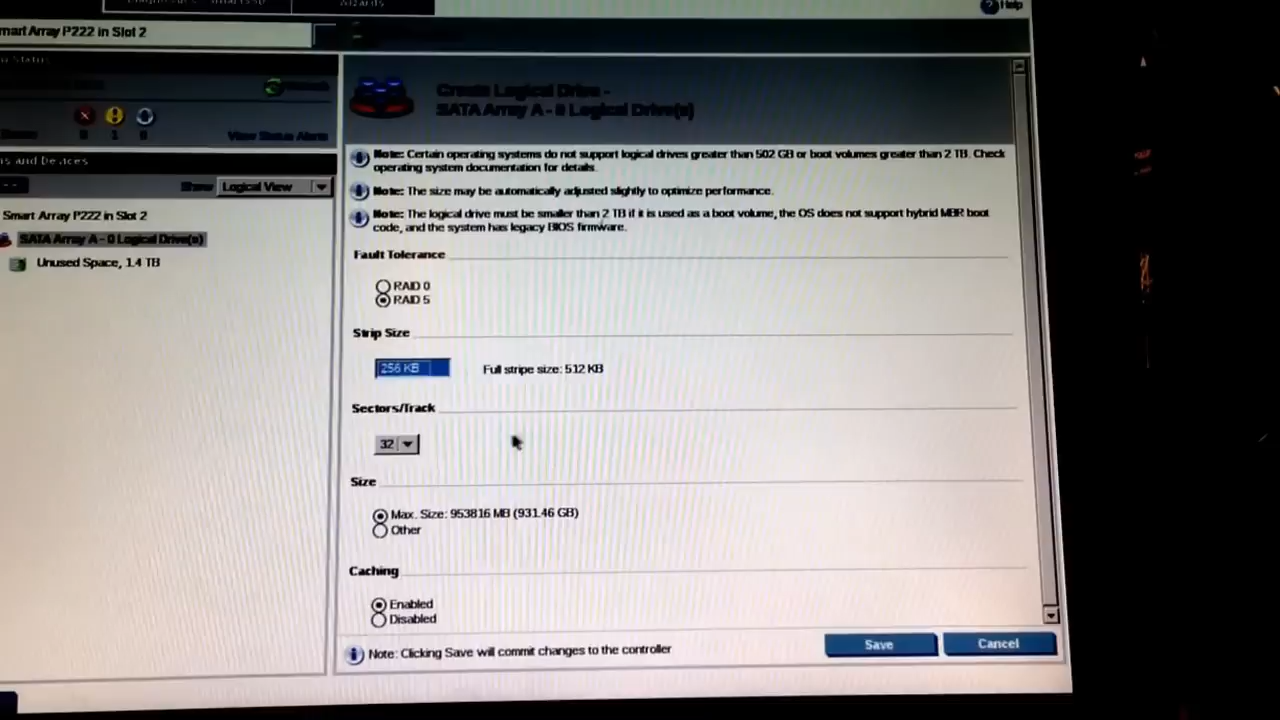 Help
Smart Array P222 in Slot 2
Create Logical Drive -
SATA Array A - 0 Logical Drive(s)
View Status Alerts
s and Devices
Show Logical View
Smart Array P222 in Slot 2
SATA Array A - 0 Logical Drive(s)
Unused Space, 1.4 TB
Note: Certain operating systems do not support logical drives greater than 502 GB or boot volumes greater than 2 TB. Check
operating system documentation for details.
Note: The size may be automatically adjusted slightly to optimize performance.
Note: The logical drive must be smaller than 2 TB if it is used as a boot volume, the OS does not support hybrid MBR boot
code, and the system has legacy BIOS firmware.
Fault Tolerance
RAID 0
RAID 5
Strip Size
256 KB Full stripe size: 512 KB
Sectors/Track
32
Size
Max. Size: 953816 MB (931.46 GB)
Other
Caching
Enabled
Disabled
Note: Clicking Save will commit changes to the controller
Save Cancel